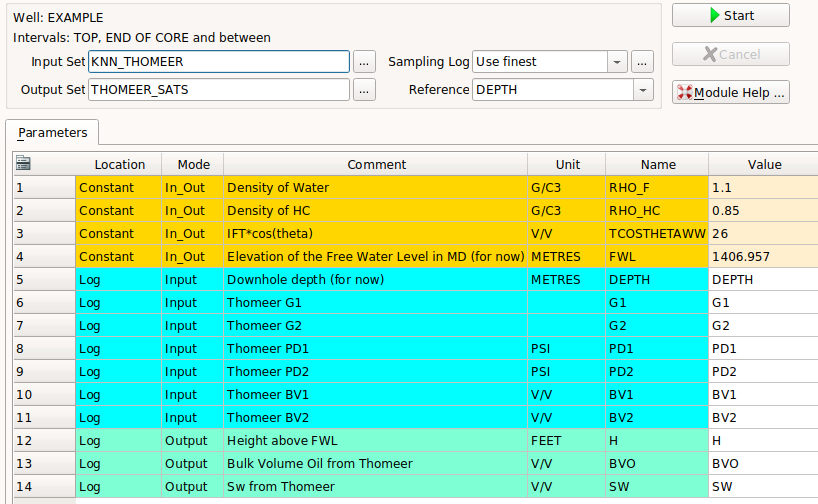 Well: EXAMPLE
Start
Intervals: TOP, END OF CORE and between
Input Set KNN_THOMEER ... Sampling Log Use finest ... Cancel
Output Set THOMEER_SATS ... Reference DEPTH Module Help ...
Parameters
Location Mode Comment Unit Name Value
1 Constant In_Out Density of Water G/C3 RHO_F 1.1
2 Constant In_Out Density of HC G/C3 RHO_HC 0.85
3 Constant In_Out IFT*cos(theta) V/V TCOSTHETAWW 26
4 Constant In_Out Elevation of the Free Water Level in MD (for now) METRES FWL 1406.957
5 Log Input Downhole depth (for now) METRES DEPTH DEPTH
6 Log Input Thomeer G1 G1 G1
7 Log Input Thomeer G2 G2 G2
8 Log Input Thomeer PD1 PSI PD1 PD1
9 Log Input Thomeer PD2 PSI PD2 PD2
10 Log Input Thomeer BV1 V/V BV1 BV1
11 Log Input Thomeer BV2 V/V BV2 BV2
12 Log Output Height above FWL FEET H H
13 Log Output Bulk Volume Oil from Thomeer V/V BVO BVO
14 Log Output Sw from Thomeer V/V SW SW